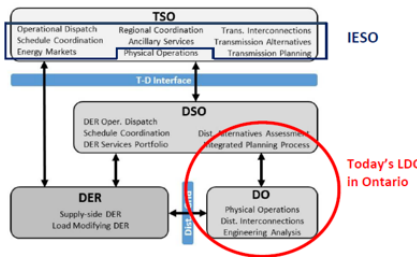 TSO
Operational Dispatch Regional Coordination Trans. Interconnections
Schedule Coordination Ancillary Services Transmission Alternatives
Energy Markets Physical Operations Transmission Planning
IESO
T-D Interface
DSO
DER Oper. Dispatch
Schedule Coordination Dist. Alternatives Assessment
DER Services Portfolio Integrated Planning Process
Today's LDC
in Ontario
DER
Supply-side DER
Load Modifying DER
Dist.
DO
Physical Operations
Dist. Interconnections
Engineering Analysis